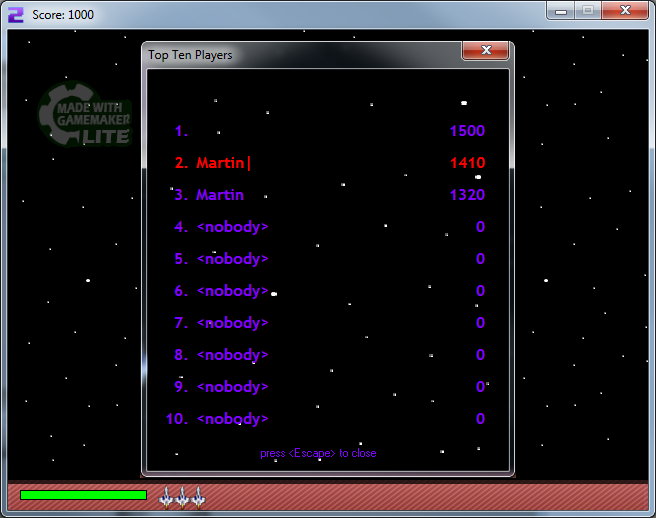 Score: 1000
Top Ten Players
MADE WITH
GAMEMAKER
LITE
1. 1500
2. Martin 1410
3. Martin 1320
4. <nobody> 0
5. <nobody> 0
6. <nobody> 0
7. <nobody> 0
8. <nobody> 0
9. <nobody> 0
10. <nobody> 0
press <Escape> to close